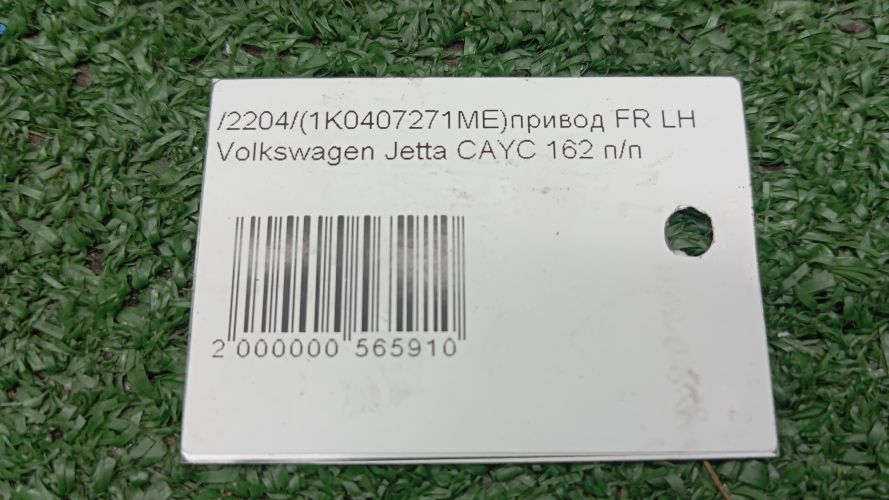 /2204/(1K0407271ME)привод FR LH
Volkswagen Jetta CAYC 162 п/п
2 000000 565910